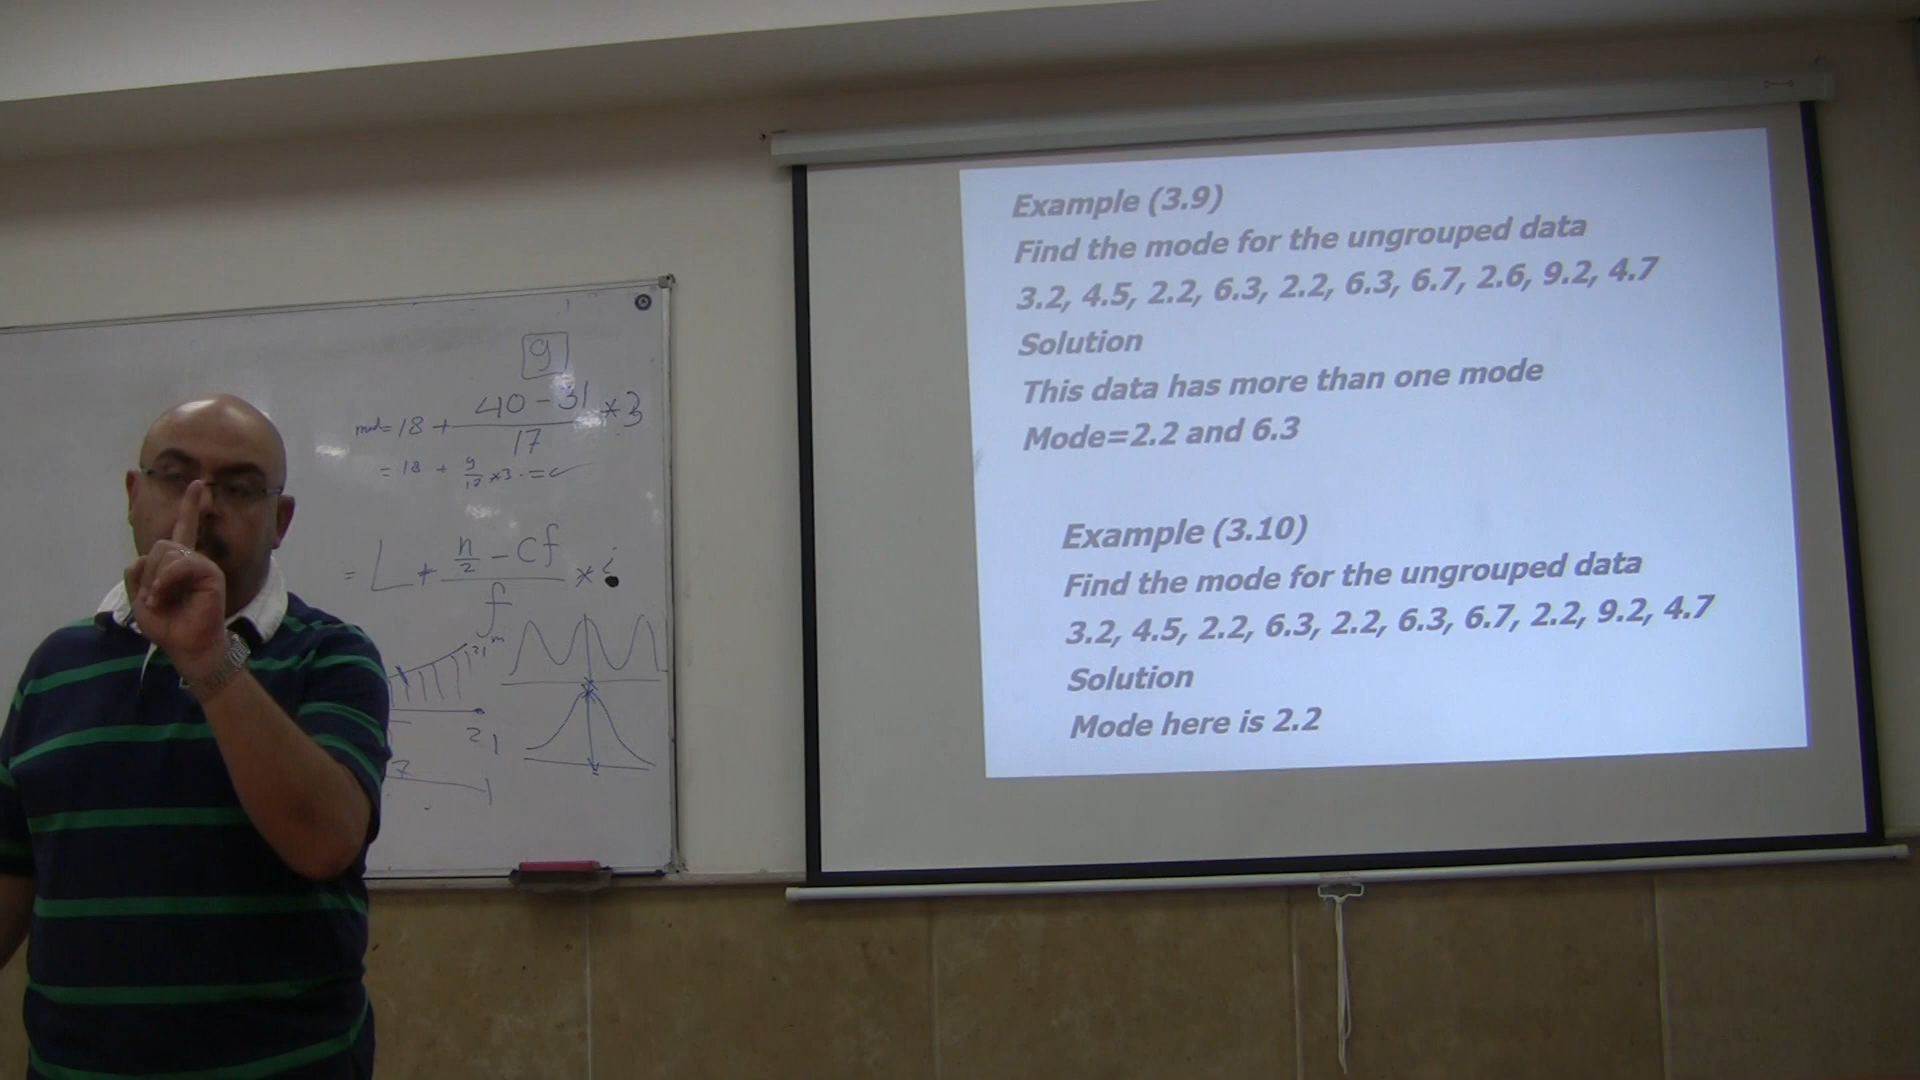 9
med = 18 + 40 - 31 / 17 * 3
= 18 + 9/17 * 3 =
= L + n/2 - cf / f * i
21
7
Example (3.9)
Find the mode for the ungrouped data
3.2, 4.5, 2.2, 6.3, 2.2, 6.3, 6.7, 2.6, 9.2, 4.7
Solution
This data has more than one mode
Mode=2.2 and 6.3
Example (3.10)
Find the mode for the ungrouped data
3.2, 4.5, 2.2, 6.3, 2.2, 6.3, 6.7, 2.2, 9.2, 4.7
Solution
Mode here is 2.2